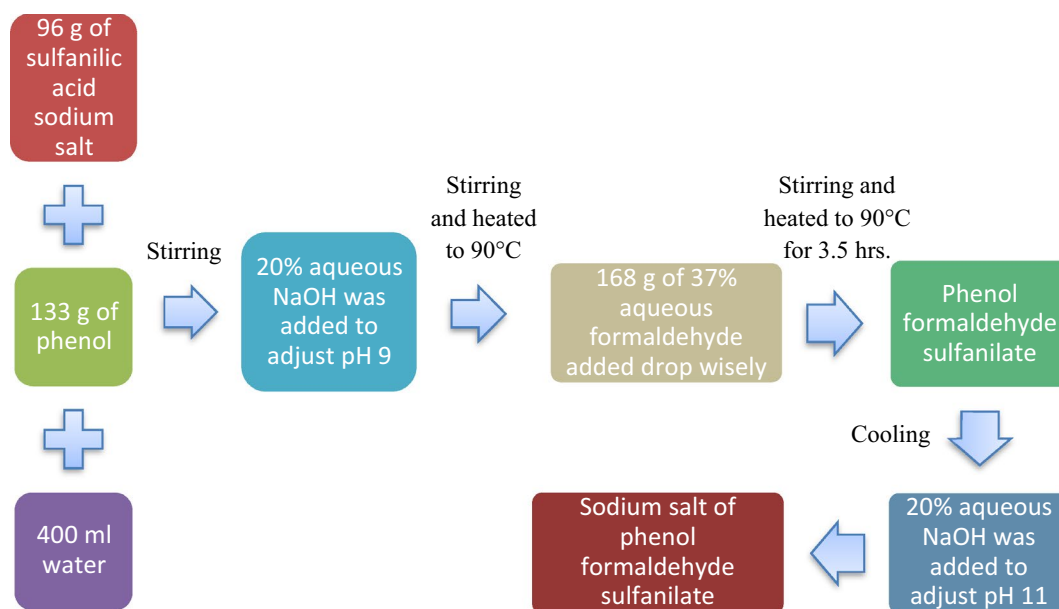 96 g of
sulfanilic
acid
sodium
salt
133 g of
phenol
400 ml
water
Stirring
20% aqueous
NaOH was
added to
adjust pH 9
Stirring
and heated
to 90°C
168 g of 37%
aqueous
formaldehyde
added drop wisely
Stirring and
heated to 90°C
for 3.5 hrs.
Phenol
formaldehyde
sulfanilate
Cooling
20% aqueous
NaOH was
added to
adjust pH 11
Sodium salt of
phenol
formaldehyde
sulfanilate